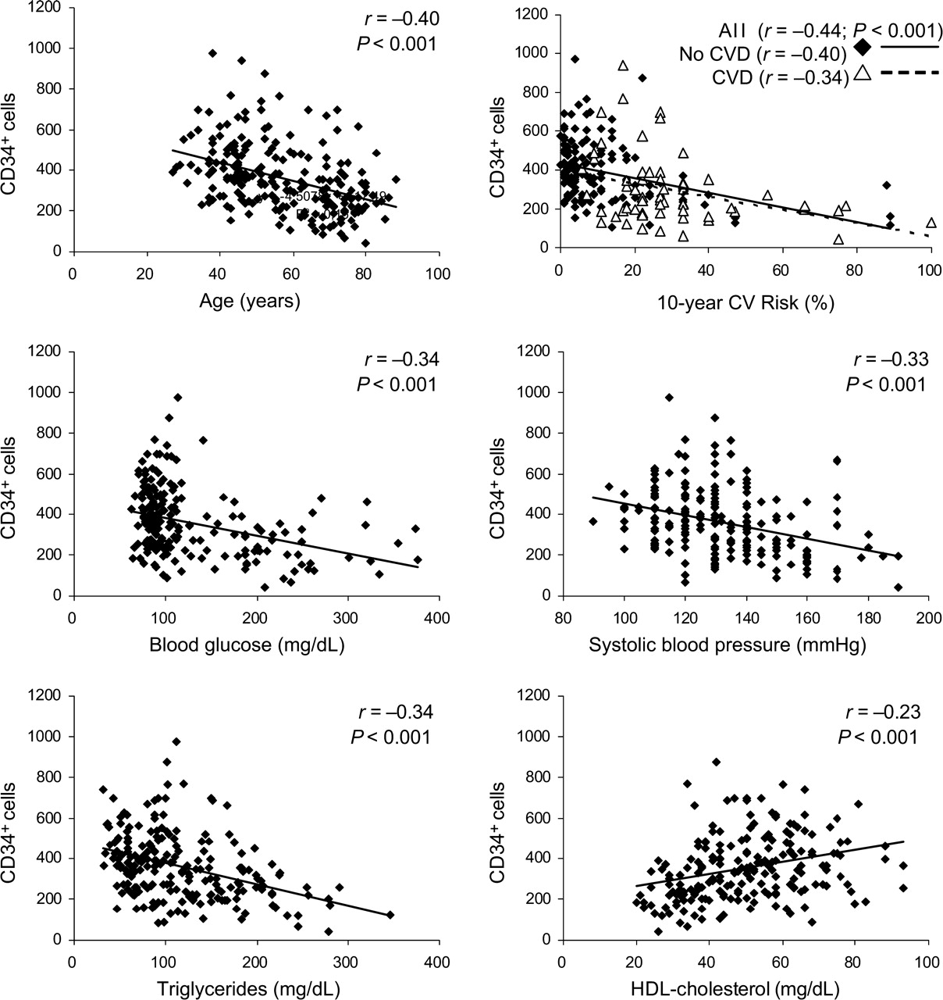 1200
1000
800
600
400
200
0
CD34+ cells
r = –0.40
P < 0.001
0 20 40 60 80 100
Age (years)
1200
1000
800
600
400
200
0
CD34+ cells
All (r = –0.44; P < 0.001)
No CVD (r = –0.40)
CVD (r = –0.34)
0 20 40 60 80 100
10-year CV Risk (%)
1200
1000
800
600
400
200
0
CD34+ cells
r = –0.34
P < 0.001
0 100 200 300 400
Blood glucose (mg/dL)
1200
1000
800
600
400
200
0
CD34+ cells
r = –0.33
P < 0.001
80 100 120 140 160 180 200
Systolic blood pressure (mmHg)
1200
1000
800
600
400
200
0
CD34+ cells
r = –0.34
P < 0.001
0 100 200 300 400
Triglycerides (mg/dL)
1200
1000
800
600
400
200
0
CD34+ cells
r = –0.23
P < 0.001
0 20 40 60 80 100
HDL-cholesterol (mg/dL)